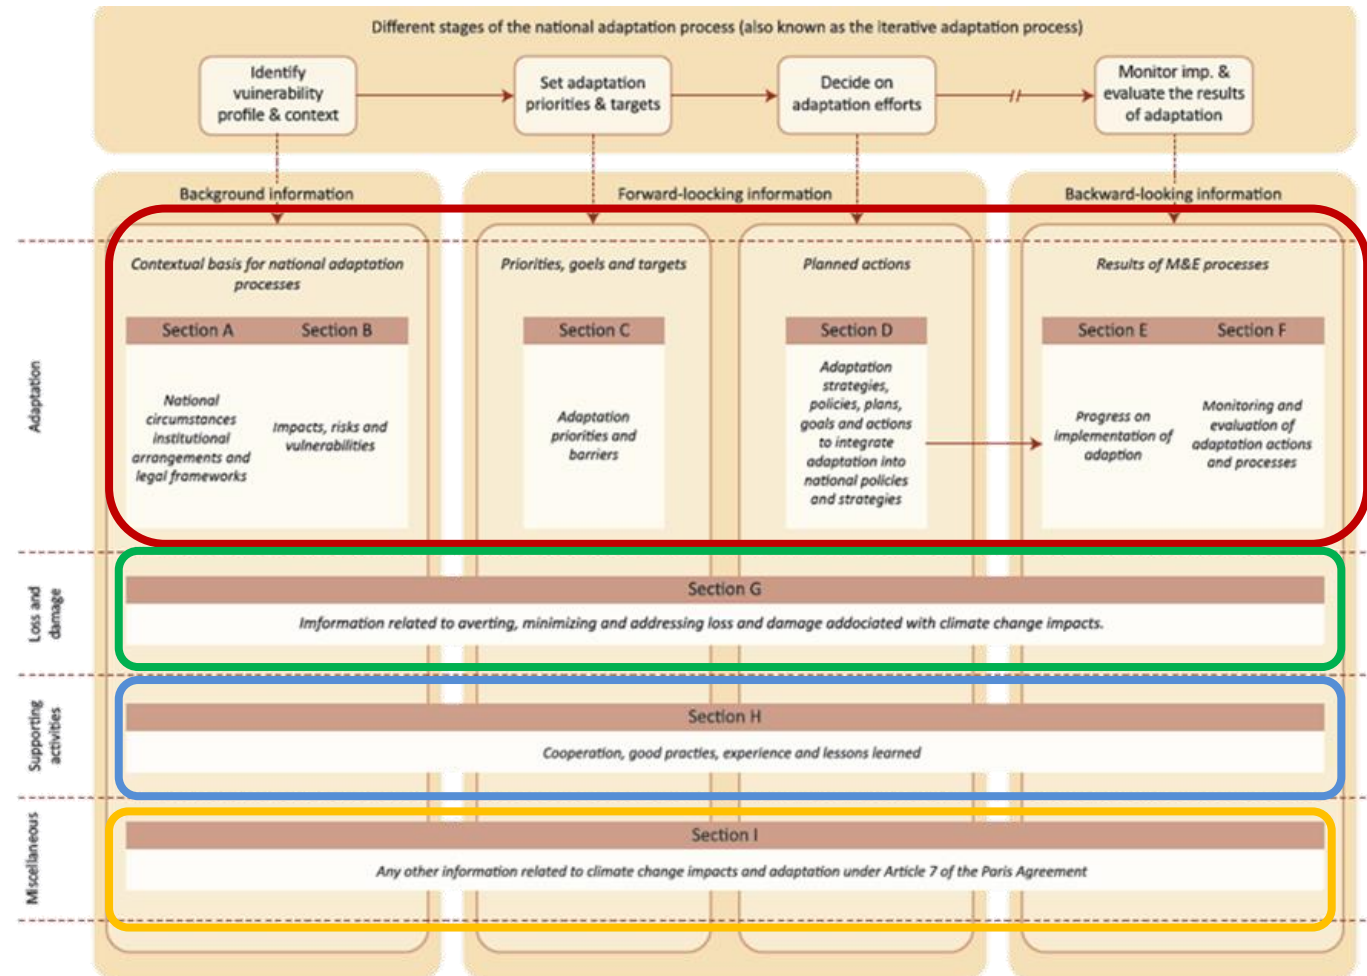 Different stages of the national adaptation process (also known as the iterative adaptation process)
Identify
vuinerability
profile & context
Set adaptation
priorities & targets
Decide on
adaptation efforts
Monitor imp. &
evaluate the results
of adaptation
Background information
Forward-loocking information
Backward-looking information
Adaptation
Contextual basis for national adaptation
processes
Priorities, goels and targets
Planned actions
Results of M&E processes
Section A
Section B
Section C
Section D
Section E
Section F
National
circumstances
institutional
arrangements and
legal frameworks
Impacts, risks and
vulnerabilities
Adaptation
priorities and
barriers
Adaptation
strategies,
policies, plans,
goals and actions
to integrate
adaptation into
national policies
and strategies
Progress on
implementation of
adaption
Monitoring and
evaluation of
adaptation actions
and processes
Loss and
damage
Section G
Imformation related to averting, minimizing and addressing loss and damage addociated with climate change impacts.
Supporting
activities
Section H
Cooperation, good practies, experience and lessons learned
Miscellaneous
Section I
Any other information related to climate change impacts and adaptation under Article 7 of the Paris Agreement